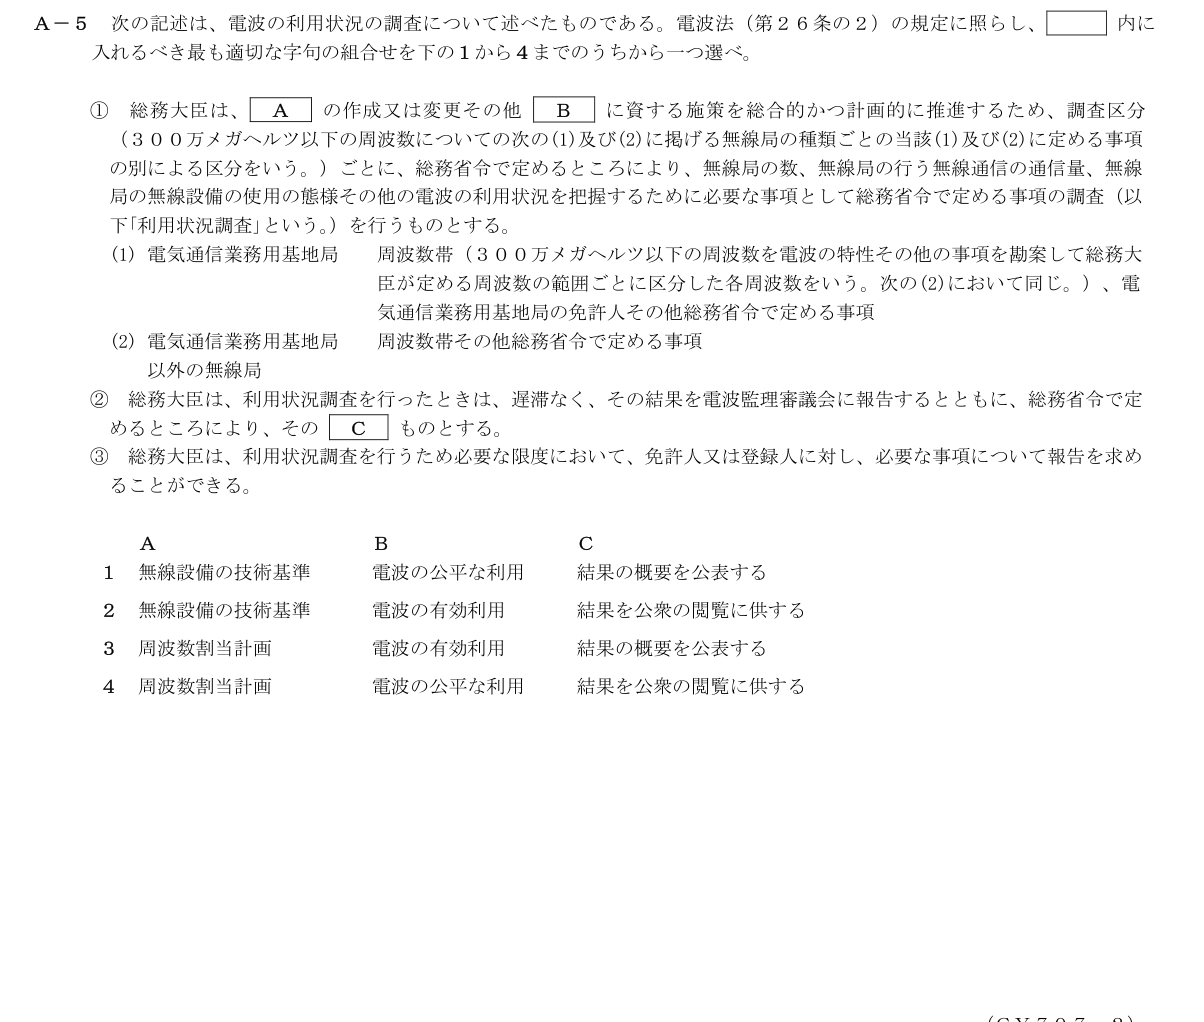 A－5　次の記述は、電波の利用状況の調査について述べたものである。電波法（第２６条の２）の規定に照らし、　　内に
入れるべき最も適切な字句の組合せを下の1から4までのうちから一つ選べ。
①　総務大臣は、 A の作成又は変更その他 B に資する施策を総合的かつ計画的に推進するため、調査区分
（３００万メガヘルツ以下の周波数についての次の(1)及び(2)に掲げる無線局の種類ごとの当該(1)及び(2)に定める事項
の別による区分をいう。）ごとに、総務省令で定めるところにより、無線局の数、無線局の行う無線通信の通信量、無線
局の無線設備の使用の態様その他の電波の利用状況を把握するために必要な事項として総務省令で定める事項の調査（以
下｢利用状況調査｣という。）を行うものとする。
(1) 電気通信業務用基地局　　周波数帯（３００万メガヘルツ以下の周波数を電波の特性その他の事項を勘案して総務大
臣が定める周波数の範囲ごとに区分した各周波数をいう。次の(2)において同じ。）、電
気通信業務用基地局の免許人その他総務省令で定める事項
(2) 電気通信業務用基地局　　周波数帯その他総務省令で定める事項
以外の無線局
②　総務大臣は、利用状況調査を行ったときは、遅滞なく、その結果を電波監理審議会に報告するとともに、総務省令で定
めるところにより、その C ものとする。
③　総務大臣は、利用状況調査を行うため必要な限度において、免許人又は登録人に対し、必要な事項について報告を求め
ることができる。
A　B　C
1　無線設備の技術基準　電波の公平な利用　結果の概要を公表する
2　無線設備の技術基準　電波の有効利用　結果を公衆の閲覧に供する
3　周波数割当計画　電波の有効利用　結果の概要を公表する
4　周波数割当計画　電波の公平な利用　結果を公衆の閲覧に供する